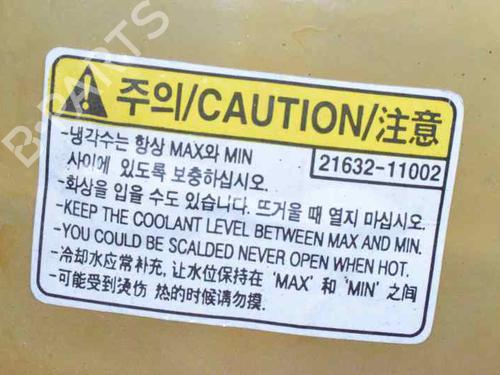 B-PARTS
주의/CAUTION/注意
-냉각수는 항상 MAX와 MIN
사이에 있도록 보충하십시오.
21632-11002
-화상을 입을 수도 있습니다. 뜨거울 때 열지 마십시오.
-KEEP THE COOLANT LEVEL BETWEEN MAX AND MIN.
-YOU COULD BE SCALDED NEVER OPEN WHEN HOT.
-冷却水应常补充, 让水位保持在 'MAX' 和 'MIN' 之间
-可能受到烫伤 热的时候请勿摸.